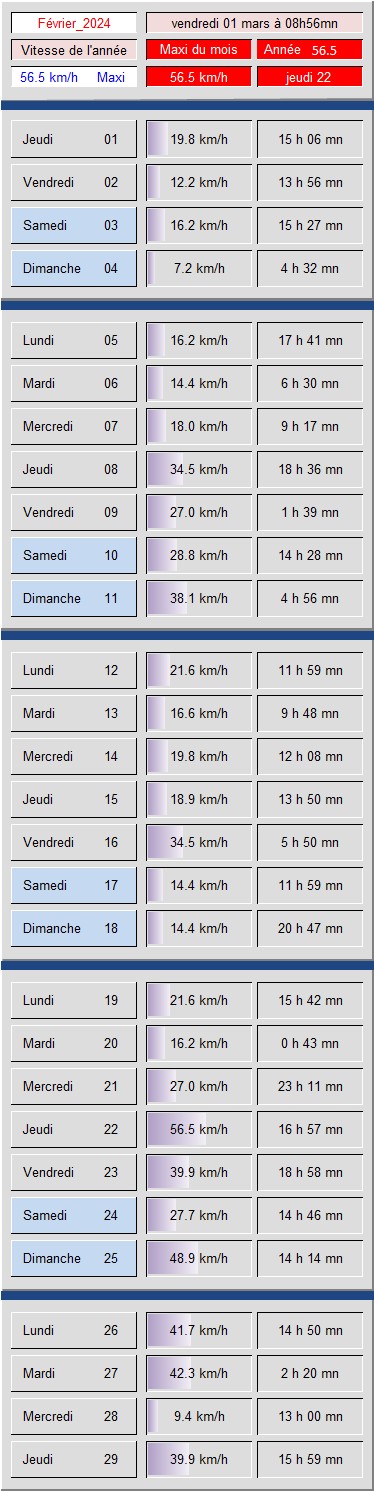 Février_2024 vendredi 01 mars à 08h56mn
Vitesse de l'année Maxi du mois Année 56.5
56.5 km/h Maxi 56.5 km/h jeudi 22
Jeudi 01 19.8 km/h 15 h 06 mn
Vendredi 02 12.2 km/h 13 h 56 mn
Samedi 03 16.2 km/h 15 h 27 mn
Dimanche 04 7.2 km/h 4 h 32 mn
Lundi 05 16.2 km/h 17 h 41 mn
Mardi 06 14.4 km/h 6 h 30 mn
Mercredi 07 18.0 km/h 9 h 17 mn
Jeudi 08 34.5 km/h 18 h 36 mn
Vendredi 09 27.0 km/h 1 h 39 mn
Samedi 10 28.8 km/h 14 h 28 mn
Dimanche 11 38.1 km/h 4 h 56 mn
Lundi 12 21.6 km/h 11 h 59 mn
Mardi 13 16.6 km/h 9 h 48 mn
Mercredi 14 19.8 km/h 12 h 08 mn
Jeudi 15 18.9 km/h 13 h 50 mn
Vendredi 16 34.5 km/h 5 h 50 mn
Samedi 17 14.4 km/h 11 h 59 mn
Dimanche 18 14.4 km/h 20 h 47 mn
Lundi 19 21.6 km/h 15 h 42 mn
Mardi 20 16.2 km/h 0 h 43 mn
Mercredi 21 27.0 km/h 23 h 11 mn
Jeudi 22 56.5 km/h 16 h 57 mn
Vendredi 23 39.9 km/h 18 h 58 mn
Samedi 24 27.7 km/h 14 h 46 mn
Dimanche 25 48.9 km/h 14 h 14 mn
Lundi 26 41.7 km/h 14 h 50 mn
Mardi 27 42.3 km/h 2 h 20 mn
Mercredi 28 9.4 km/h 13 h 00 mn
Jeudi 29 39.9 km/h 15 h 59 mn